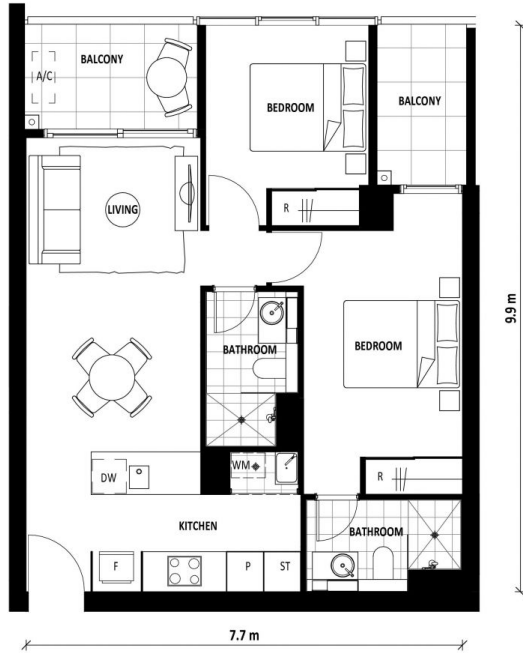 BALCONY
A/C
BEDROOM
BALCONY
LIVING
R
9.9 m
BATHROOM
BEDROOM
WM
DW
R
KITCHEN
BATHROOM
F
P
ST
7.7 m